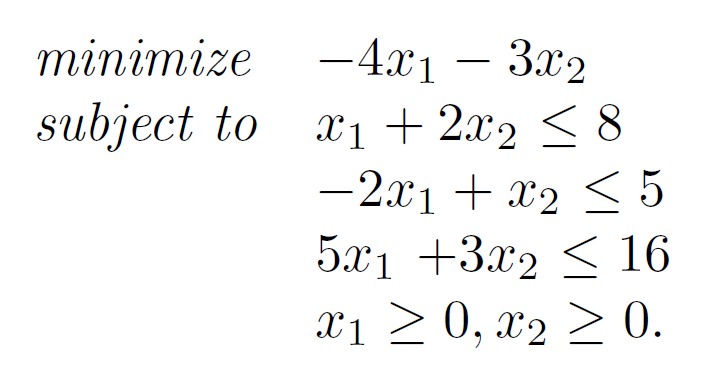 minimize −4x₁ − 3x₂
subject to x₁ + 2x₂ ≤ 8
−2x₁ + x₂ ≤ 5
5x₁ +3x₂ ≤ 16
x₁ ≥ 0, x₂ ≥ 0.